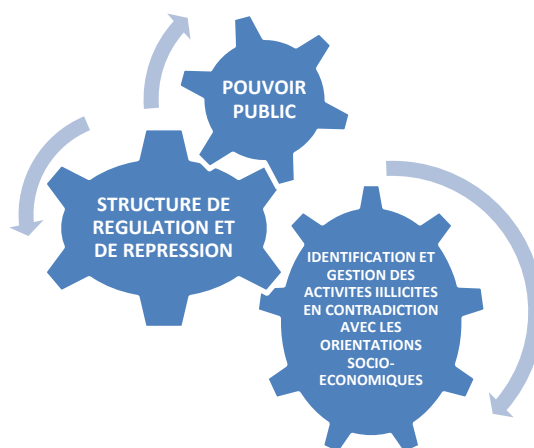 POUVOIR
PUBLIC
STRUCTURE DE
REGULATION ET
DE REPRESSION
IDENTIFICATION ET
GESTION DES
ACTIVITES IILLICITES
EN CONTRADICTION
AVEC LES
ORIENTATIONS
SOCIO-
ECONOMIQUES